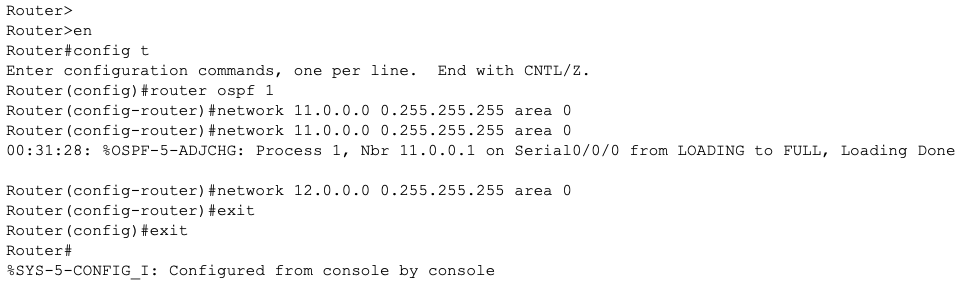 Router>
Router>en
Router#config t
Enter configuration commands, one per line.  End with CNTL/Z.
Router(config)#router ospf 1
Router(config-router)#network 11.0.0.0 0.255.255.255 area 0
Router(config-router)#network 11.0.0.0 0.255.255.255 area 0
00:31:28: %OSPF-5-ADJCHG: Process 1, Nbr 11.0.0.1 on Serial0/0/0 from LOADING to FULL, Loading Done
Router(config-router)#network 12.0.0.0 0.255.255.255 area 0
Router(config-router)#exit
Router(config)#exit
Router#
%SYS-5-CONFIG_I: Configured from console by console